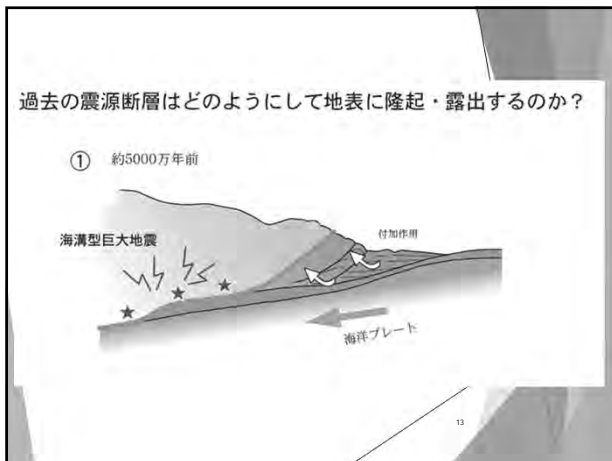 過去の震源断層はどのようにして地表に隆起・露出するのか？
① 約5000万年前
付加作用
海溝型巨大地震
海洋プレート
13